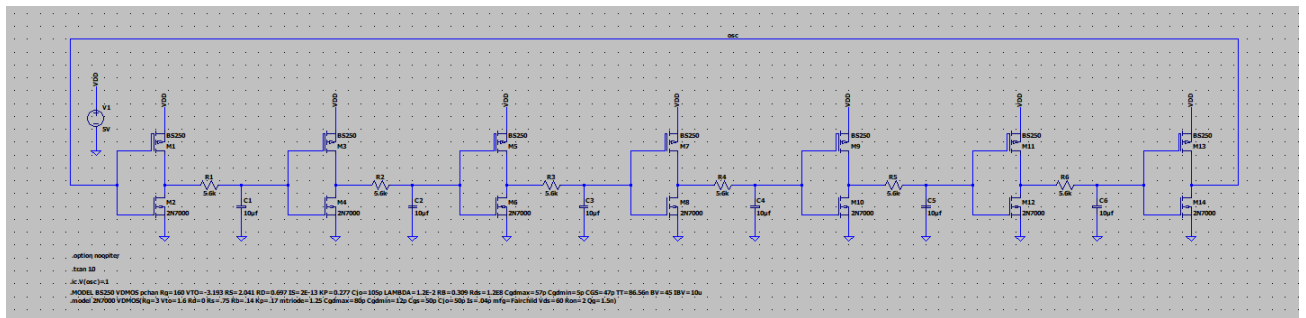 osc
VDD
V1
5V
VDD
BS250
M1
M2
2N7000
R1
5.6k
C1
10µf
VDD
BS250
M3
M4
2N7000
R2
5.6k
C2
10µf
VDD
BS250
M5
M6
2N7000
R3
5.6k
C3
10µf
VDD
BS250
M7
M8
2N7000
R4
5.6k
C4
10µf
VDD
BS250
M9
M10
2N7000
R5
5.6k
C5
10µf
VDD
BS250
M11
M12
2N7000
R6
5.6k
C6
10µf
VDD
BS250
M13
M14
2N7000
.option noopiter
.tran 10
.ic V(osc)=1
.MODEL BS250 VDMOS pchan Rg=160 VTO=-3.193 RS=2.041 RD=0.697 IS=2E-13 KP=0.277 Cjo=105p LAMBDA=1.2E-2 RB=0.309 Rds=1.2E8 Cgdmax=57p Cgdmin=5p CGS=47p TT=86.56n BV=45 IBV=10u
.model 2N7000 VDMOS(Rg=3 Vto=1.6 Rd=0 Rs=.75 Rb=.14 Kp=.17 mtriode=1.25 Cgdmax=80p Cgdmin=12p Cgs=50p Cjo=50p Is=.04p mfg=Fairchild Vds=60 Ron=2 Qg=1.5n)